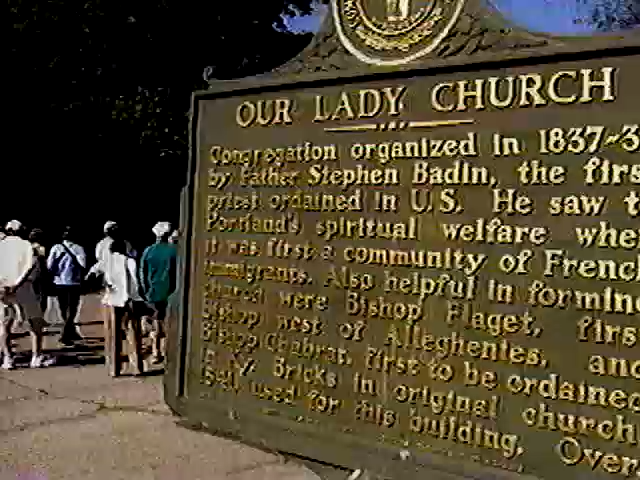 OUR LADY CHURCH
Congregation organized in 1837-3
by Father Stephen Badin, the firs
priest ordained in U.S. He saw t
Portland's spiritual welfare whe
it was first a community of Frenc
immigrants. Also helpful in formin
church were Bishop Flaget, firs
Bishop west of Alleghenies, and
Bishop Chabrat, first to be ordained
in W. Bricks in original church
still used for this building. Over